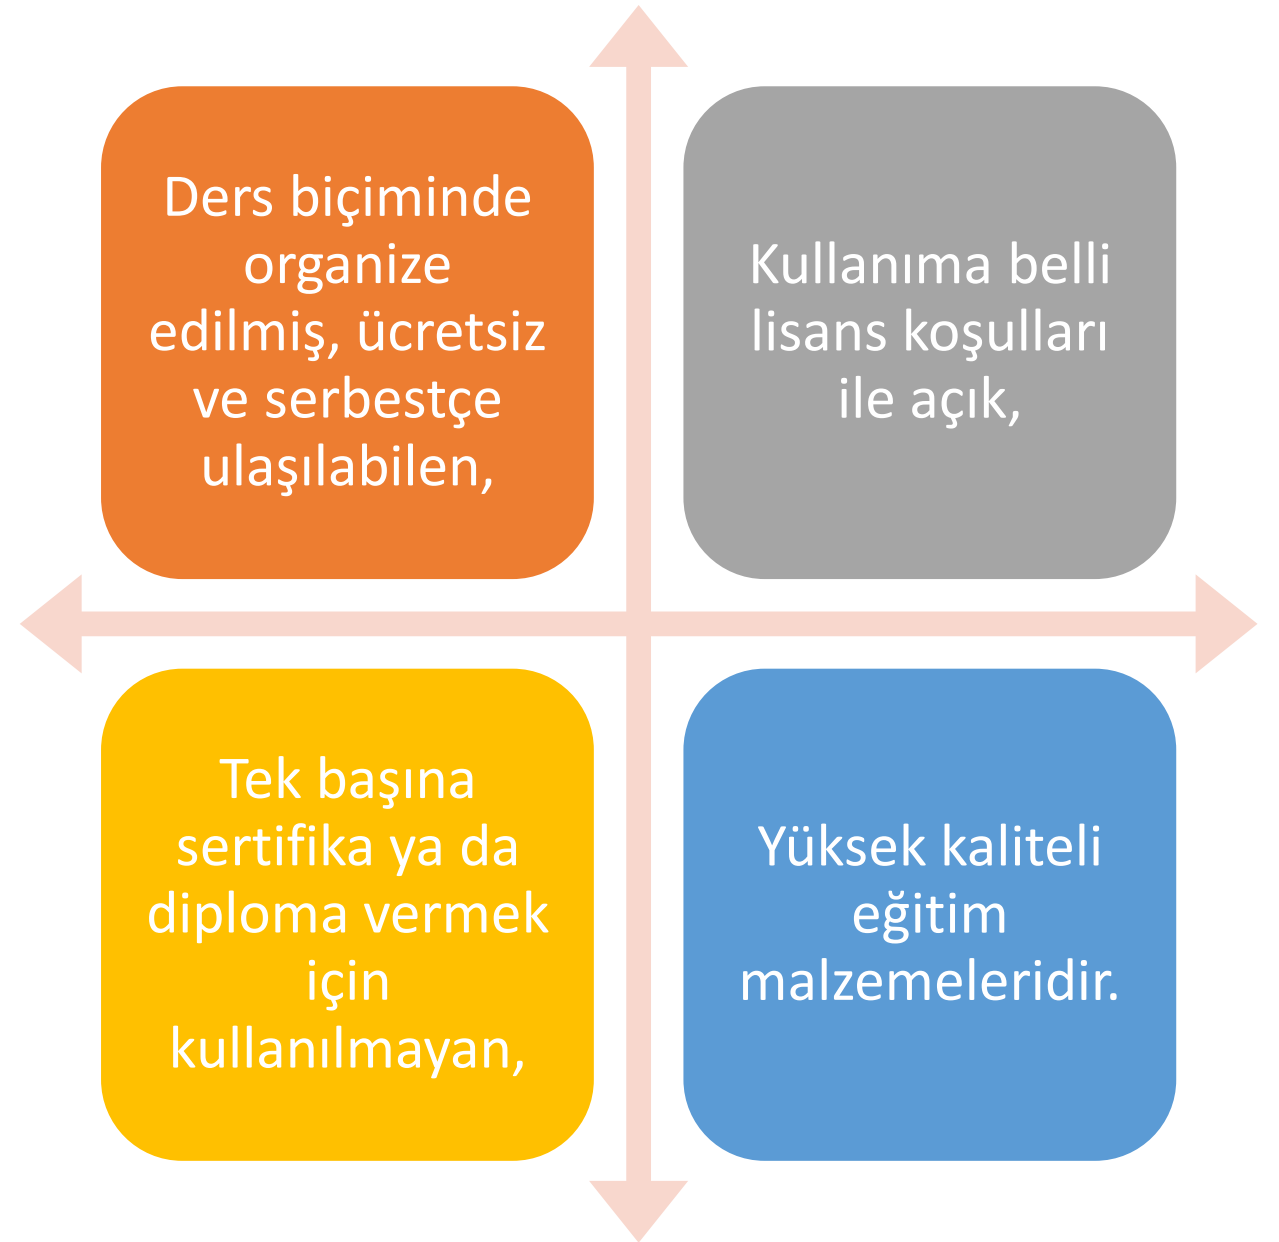 Ders biçiminde
organize
edilmiş, ücretsiz
ve serbestçe
ulaşılabilen,
Kullanıma belli
lisans koşulları
ile açık,
Tek başına
sertifika ya da
diploma vermek
için
kullanılmayan,
Yüksek kaliteli
eğitim
malzemeleridir.